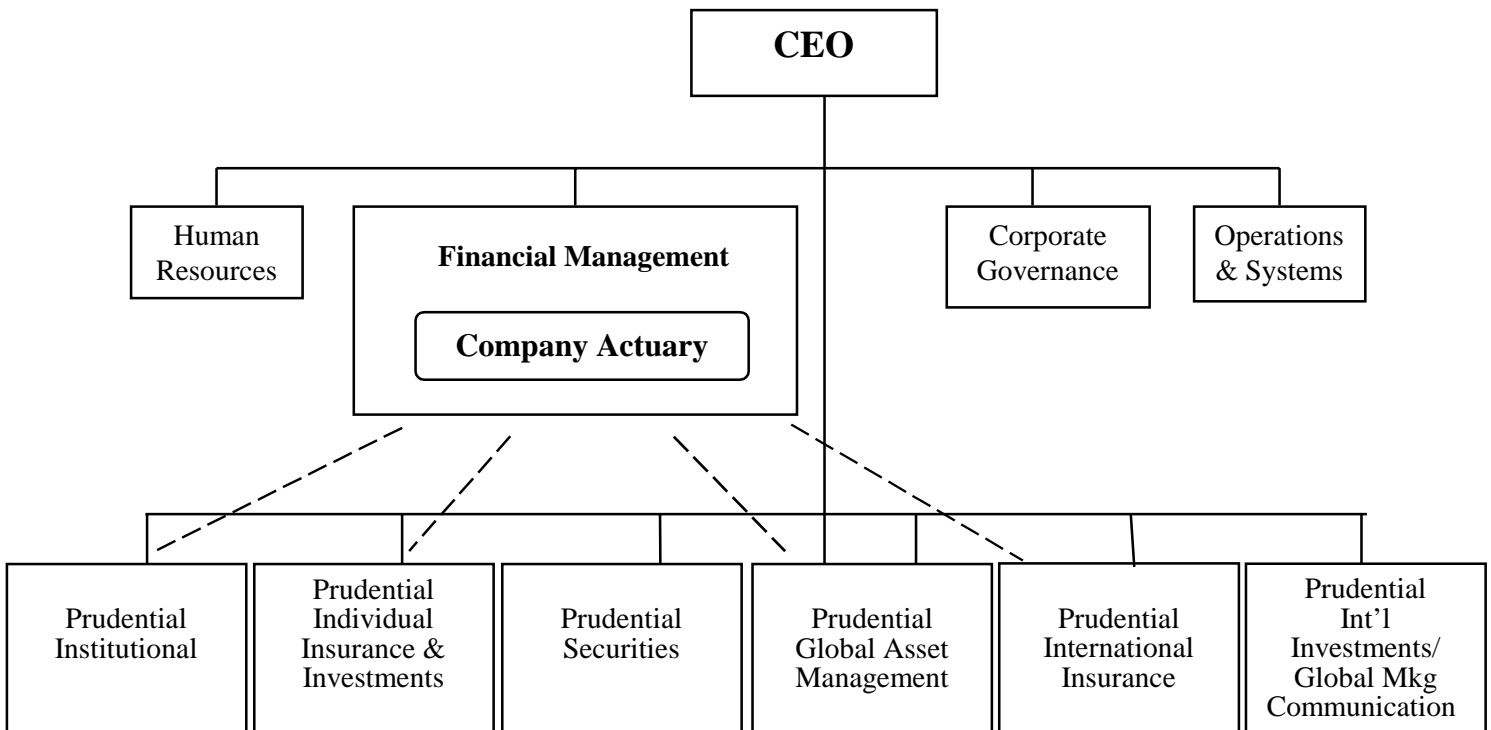 CEO
Human
Resources
Financial Management
Company Actuary
Corporate
Governance
Operations
& Systems
Prudential
Institutional
Prudential
Individual
Insurance &
Investments
Prudential
Securities
Prudential
Global Asset
Management
Prudential
International
Insurance
Prudential
Int’l
Investments/
Global Mkg
Communication